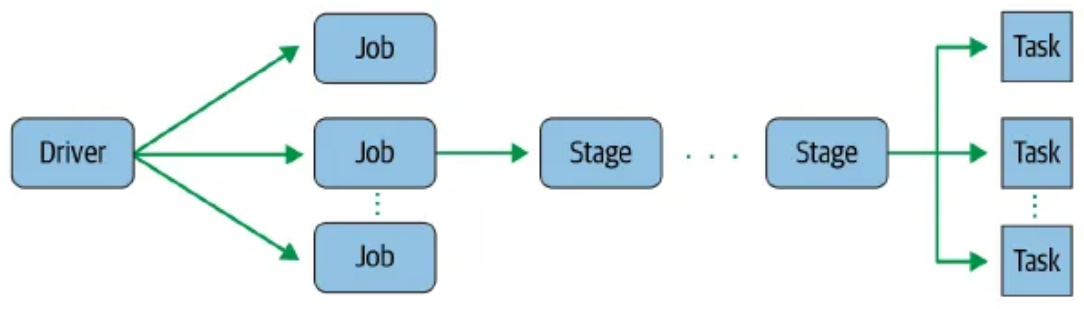 Driver
Job
Job
Job
Stage
. . .
Stage
Task
Task
Task